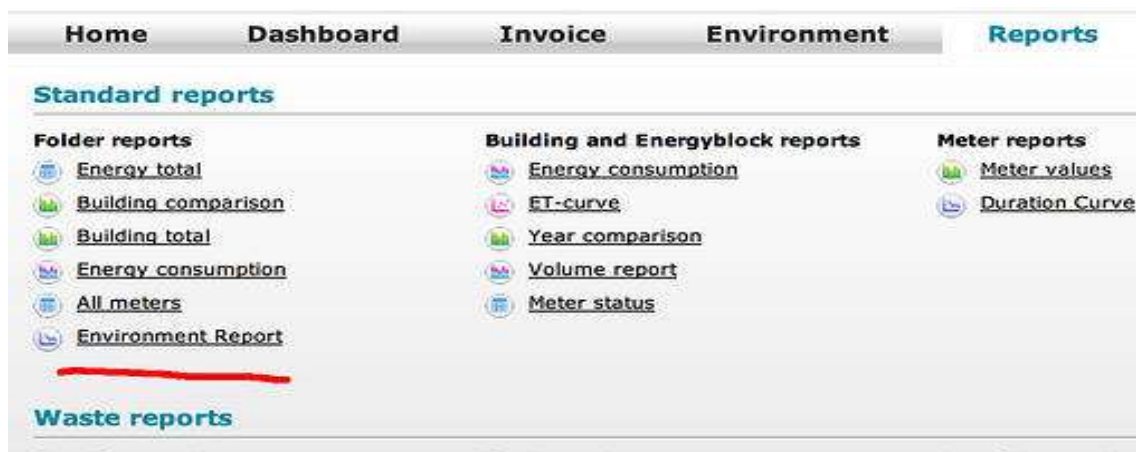 Home Dashboard Invoice Environment Reports
Standard reports
Folder reports
Energy total
Building comparison
Building total
Energy consumption
All meters
Environment Report
Building and Energyblock reports
Energy consumption
ET-curve
Year comparison
Volume report
Meter status
Meter reports
Meter values
Duration Curve
Waste reports